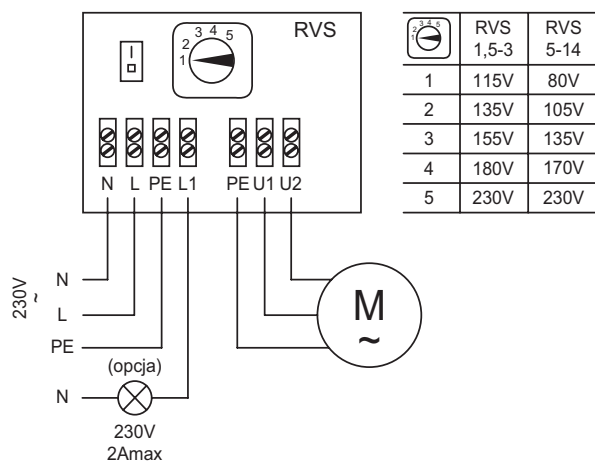 RVS
1 2 3 4 5
N L PE L1 PE U1 U2
230V ~
N
L
PE
(opcja)
N
230V
2Amax
M
~
RVS 1,5-3 RVS 5-14
1 115V 80V
2 135V 105V
3 155V 135V
4 180V 170V
5 230V 230V